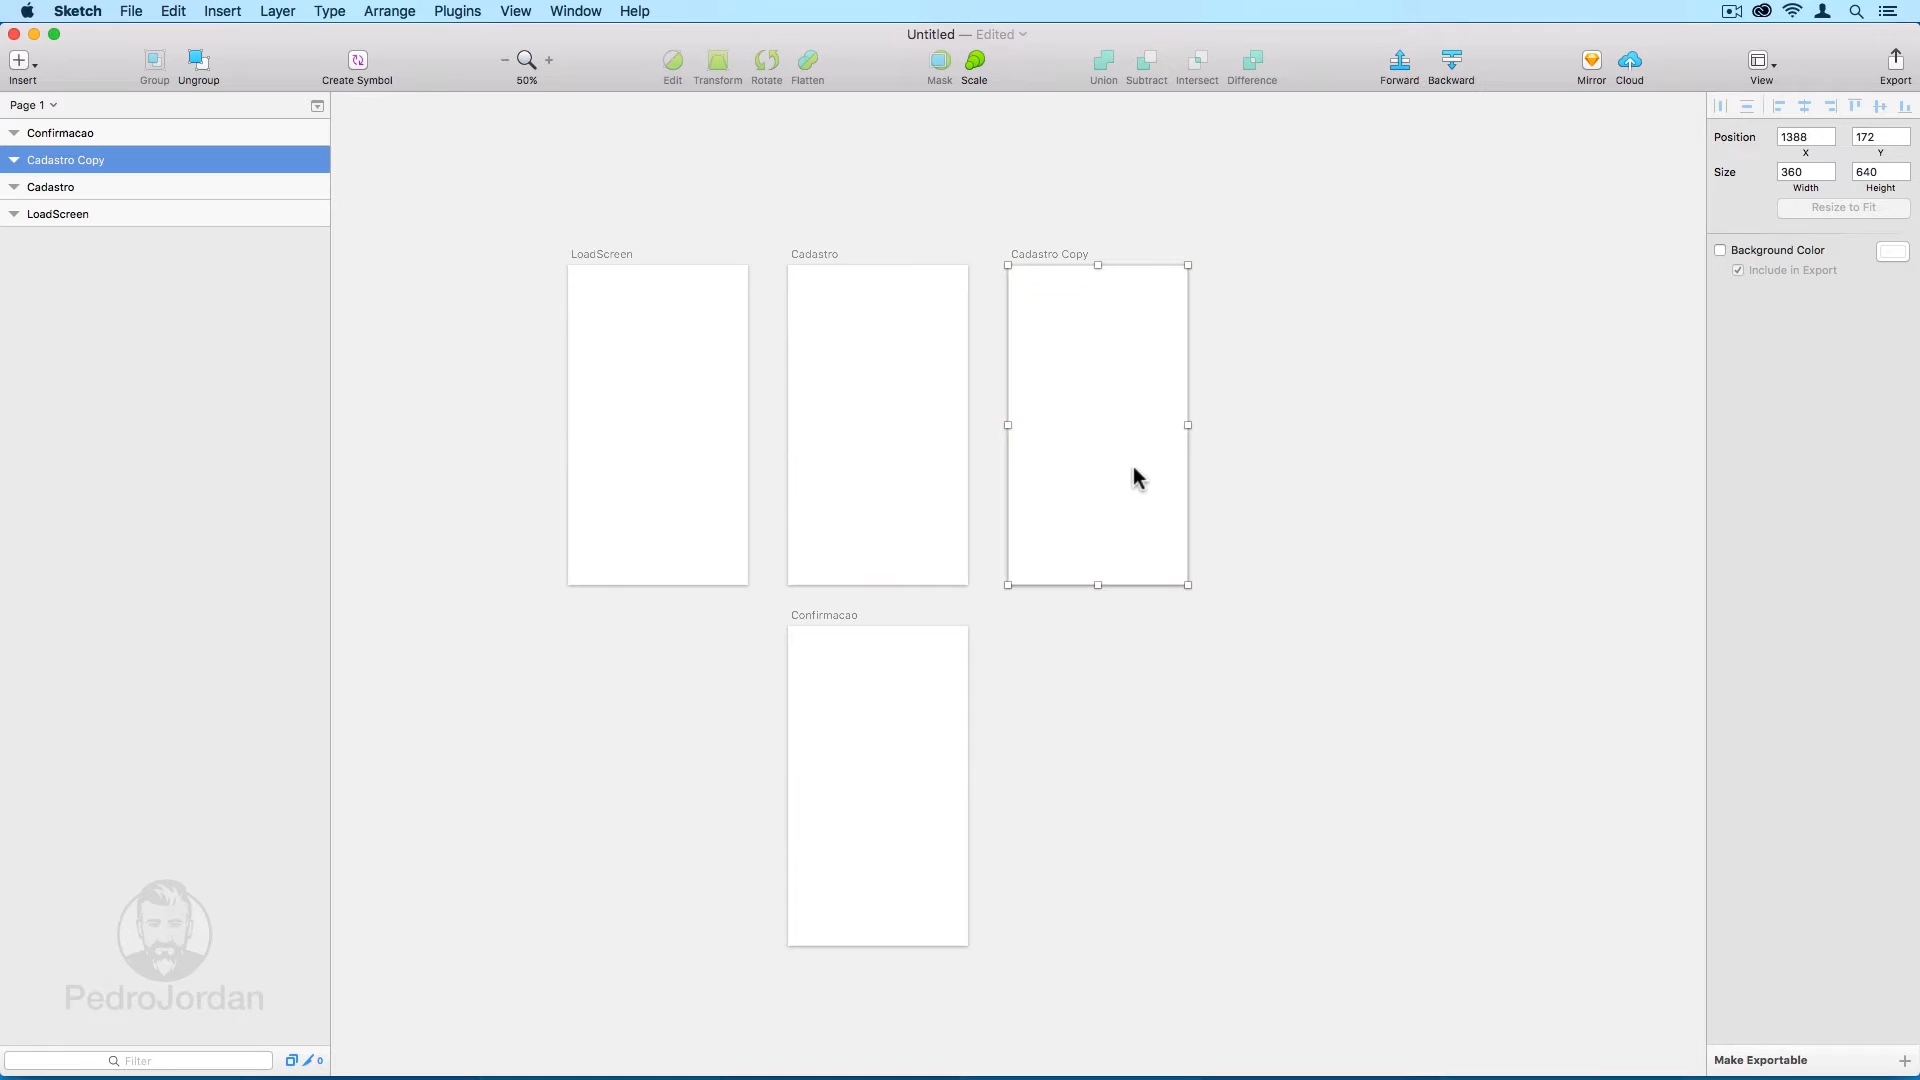 Sketch File Edit Insert Layer Type Arrange Plugins View Window Help
Untitled — Edited
Insert Group Ungroup Create Symbol 50% Edit Transform Rotate Flatten Mask Scale Union Subtract Intersect Difference Forward Backward Mirror Cloud View Export
Page 1
Confirmacao
Cadastro Copy
Cadastro
LoadScreen
LoadScreen Cadastro Cadastro Copy
Confirmacao
Position 1388 172
X Y
Size 360 640
Width Height
Resize to Fit
Background Color
Include in Export
PedroJordan
Filter 0
Make Exportable